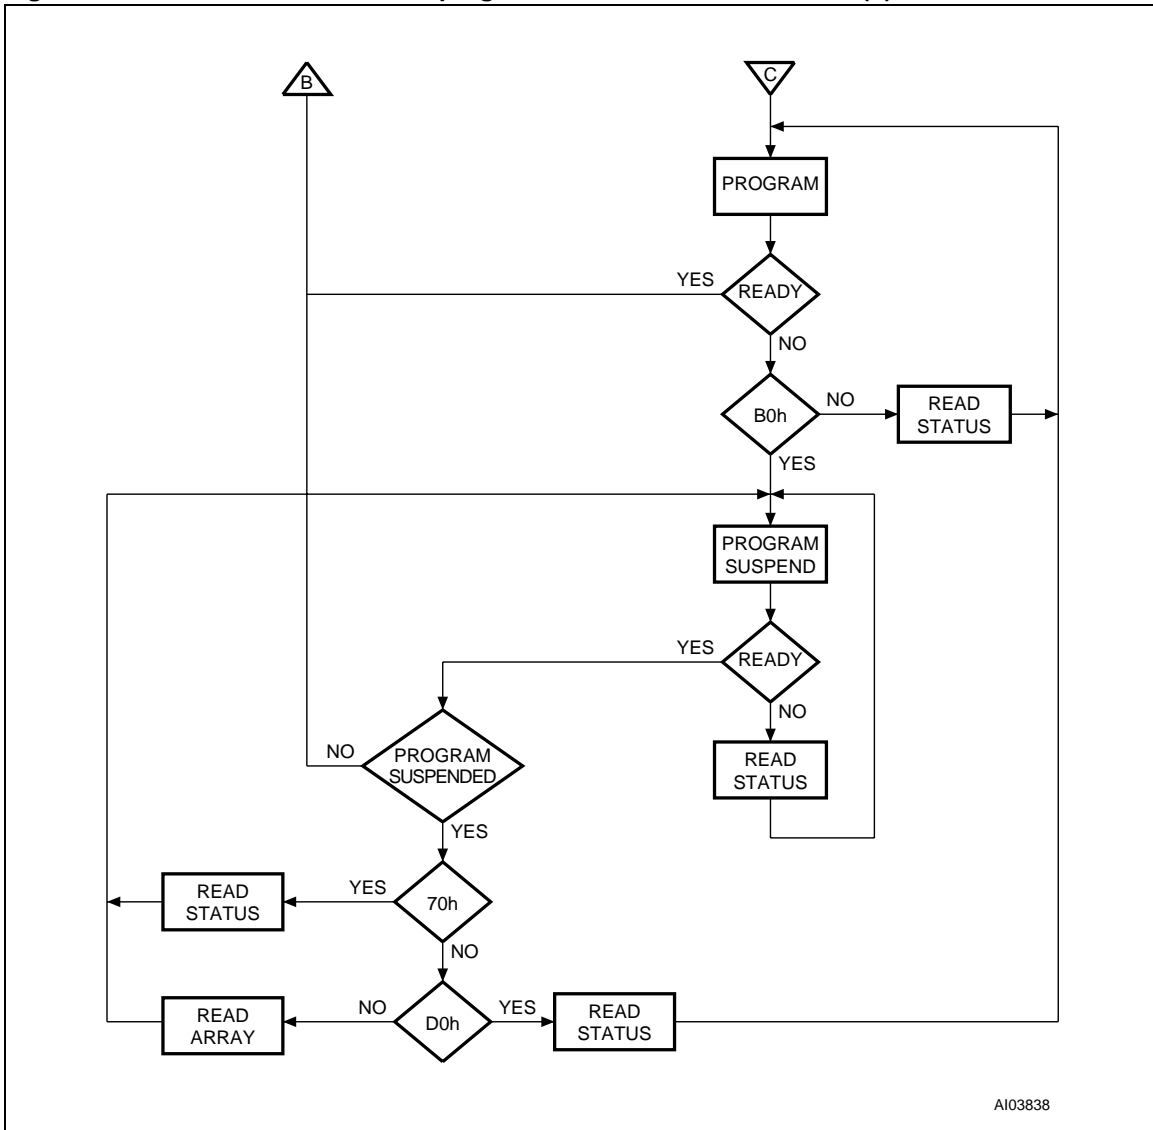 B
C
PROGRAM
YES
READY
NO
B0h
NO
READ
STATUS
YES
PROGRAM
SUSPEND
YES
READY
NO
READ
STATUS
NO
PROGRAM
SUSPENDED
YES
READ
STATUS
YES
70h
NO
READ
ARRAY
NO
D0h
YES
READ
STATUS
AI03838